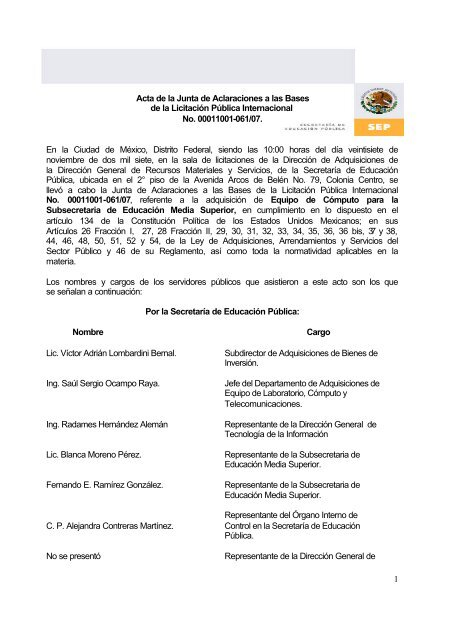 Acta de la Junta de Aclaraciones a las Bases
de la Licitación Pública Internacional
No. 00011001-061/07.
SECRETARÍA DE
EDUCACIÓN PÚBLICA
SEP
En la Ciudad de México, Distrito Federal, siendo las 10:00 horas del día veintisiete de
noviembre de dos mil siete, en la sala de licitaciones de la Dirección de Adquisiciones de
la Dirección General de Recursos Materiales y Servicios, de la Secretaría de Educación
Pública, ubicada en el 2° piso de la Avenida Arcos de Belén No. 79, Colonia Centro, se
llevó a cabo la Junta de Aclaraciones a las Bases de la Licitación Pública Internacional
No. 00011001-061/07, referente a la adquisición de Equipo de Cómputo para la
Subsecretaría de Educación Media Superior, en cumplimiento en lo dispuesto en el
artículo 134 de la Constitución Política de los Estados Unidos Mexicanos; en sus
Artículos 26 Fracción I, 27, 28 Fracción II, 29, 30, 31, 32, 33, 34, 35, 36, 36 bis, 37 y 38,
44, 46, 48, 50, 51, 52 y 54, de la Ley de Adquisiciones, Arrendamientos y Servicios del
Sector Público y 46 de su Reglamento, así como toda la normatividad aplicables en la
materia.
Los nombres y cargos de los servidores públicos que asistieron a este acto son los que
se señalan a continuación:
Por la Secretaría de Educación Pública:
Nombre Cargo
Lic. Víctor Adrián Lombardini Bernal. Subdirector de Adquisiciones de Bienes de
Inversión.
Ing. Saúl Sergio Ocampo Raya. Jefe del Departamento de Adquisiciones de
Equipo de Laboratorio, Cómputo y
Telecomunicaciones.
Ing. Radames Hernández Alemán Representante de la Dirección General de
Tecnología de la Información
Lic. Blanca Moreno Pérez. Representante de la Subsecretaría de
Educación Media Superior.
Fernando E. Ramírez González. Representante de la Subsecretaría de
Educación Media Superior.
Representante del Órgano Interno de
C. P. Alejandra Contreras Martínez. Control en la Secretaría de Educación
Pública.
No se presentó Representante de la Dirección General de
1